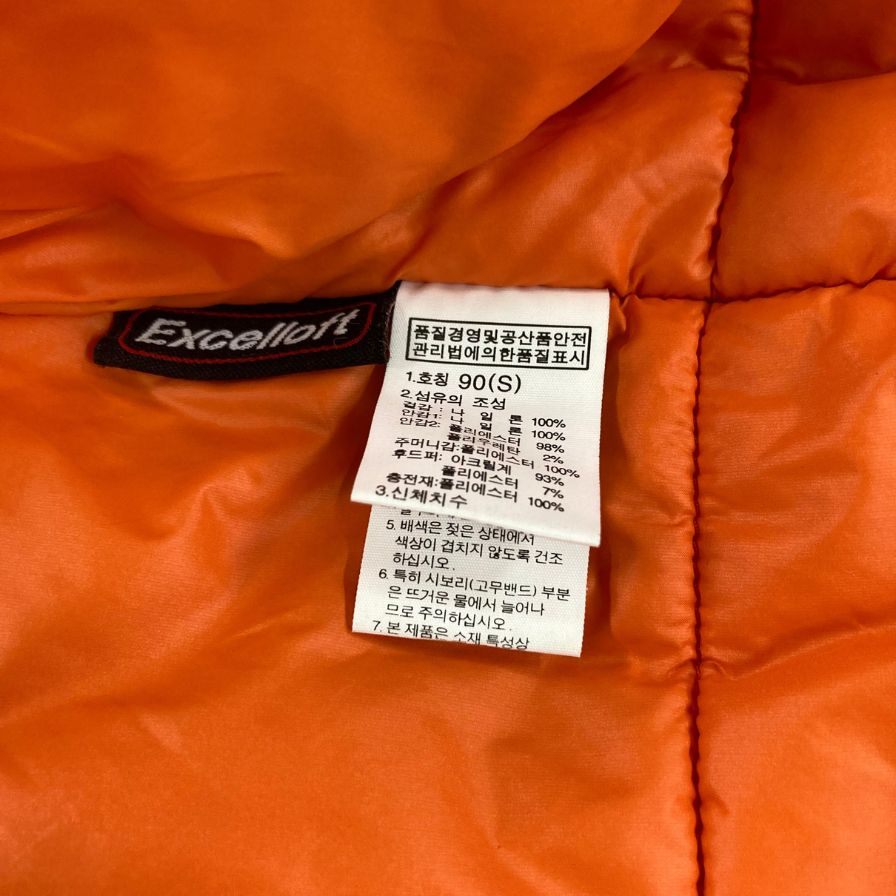 Excelloft
품질경영및공산품안전
관리법에의한품질표시
1.호칭 90(S)
2.섬유의 조성
겉감 : 나 일 론 100%
안감1: 나 일 론 100%
안감2: 폴리에스터 98%
폴리우레탄 2%
주머니감:폴리에스터 100%
후드퍼: 아크릴계 93%
폴리에스터 7%
충전재:폴리에스터 100%
3.신체치수
5. 배색은 젖은 상태에서
색상이 겹치지 않도록 건조
하십시오.
6. 특히 시보리(고무밴드) 부분
은 뜨거운 물에서 늘어나
므로 주의하십시오.
7. 본 제품은 소재 특성상